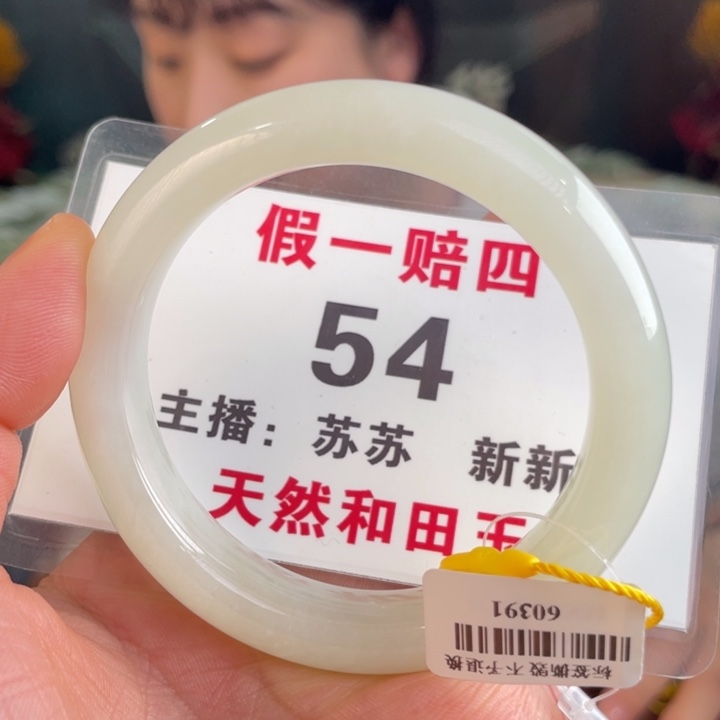 假一赔四
54
主播：苏苏 新新
天然和田玉
60391
标签撕毁 不予退换